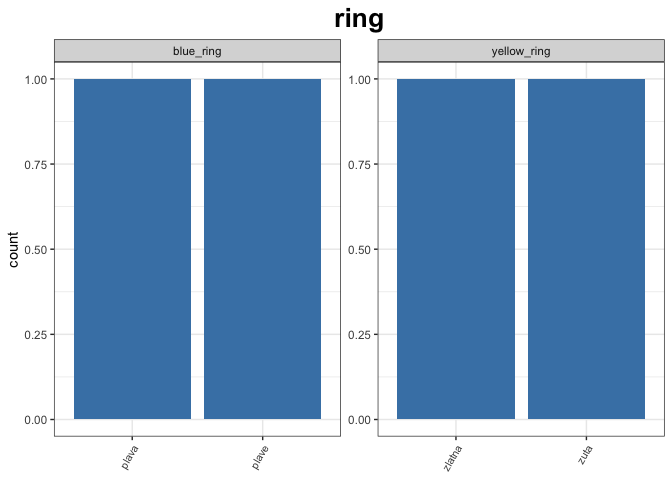 ring
blue_ring yellow_ring
count
1.00 1.00
0.75 0.75
0.50 0.50
0.25 0.25
0.00 0.00
plava plave zlatna zuta